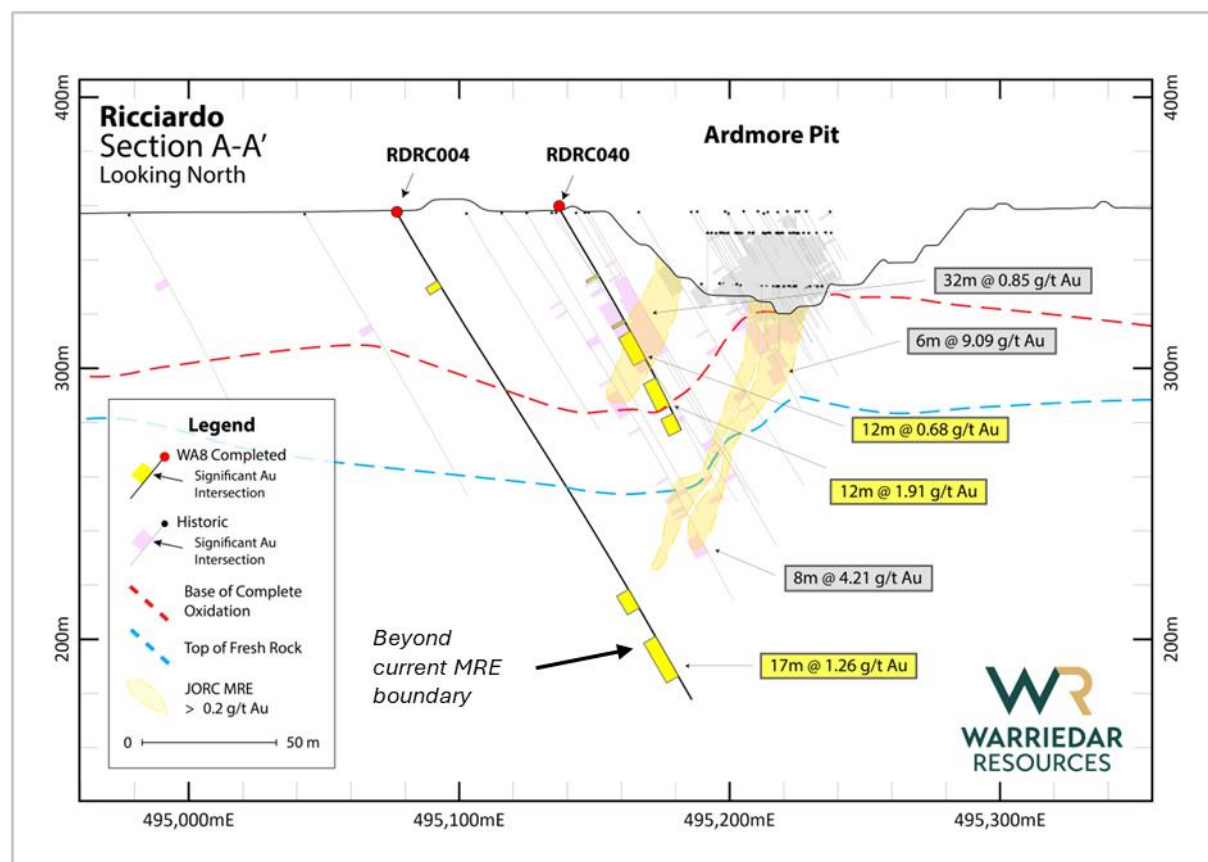 400m
400m
Ricciardo
Section A-A'
Looking North
RDRC004
RDRC040
Ardmore Pit
32m @ 0.85 g/t Au
6m @ 9.09 g/t Au
300m
300m
12m @ 0.68 g/t Au
12m @ 1.91 g/t Au
8m @ 4.21 g/t Au
Legend
WA8 Completed
Significant Au
Intersection
Historic
Significant Au
Intersection
Base of Complete
Oxidation
Top of Fresh Rock
JORC MRE
> 0.2 g/t Au
0
50 m
200m
200m
Beyond
current MRE
boundary
17m @ 1.26 g/t Au
WR
WARRIEDAR
RESOURCES
495,000mE
495,100mE
495,200mE
495,300mE